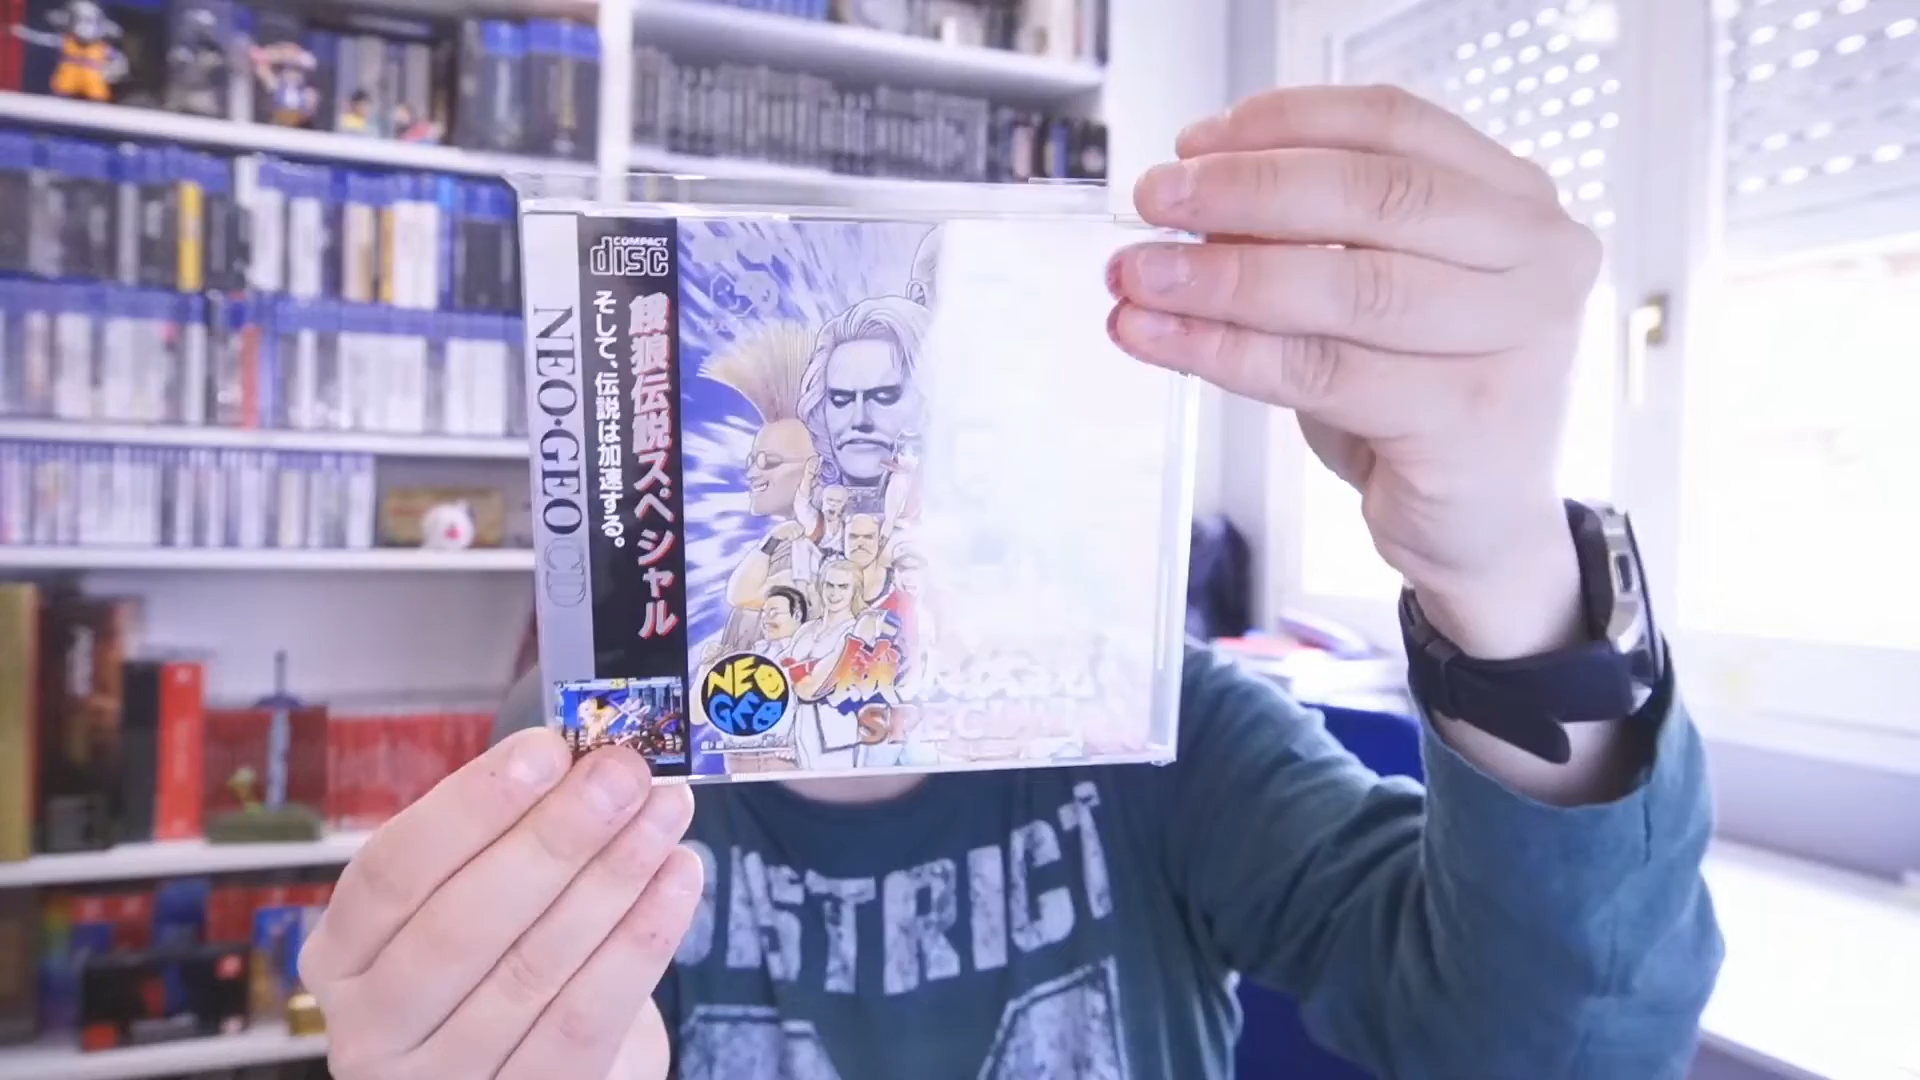 COMPACT
disc
NEO·GEO CD
餓狼伝説スペシャル
そして、伝説は加速する。
NEO
GEO
餓
SPECIAL
DISTRICT